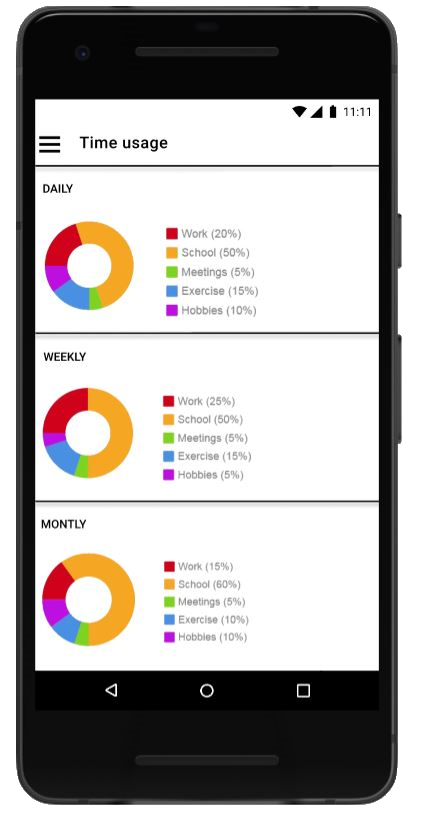 11:11
Time usage
DAILY
Work (20%)
School (50%)
Meetings (5%)
Exercise (15%)
Hobbies (10%)
WEEKLY
Work (25%)
School (50%)
Meetings (5%)
Exercise (15%)
Hobbies (5%)
MONTLY
Work (15%)
School (60%)
Meetings (5%)
Exercise (10%)
Hobbies (10%)